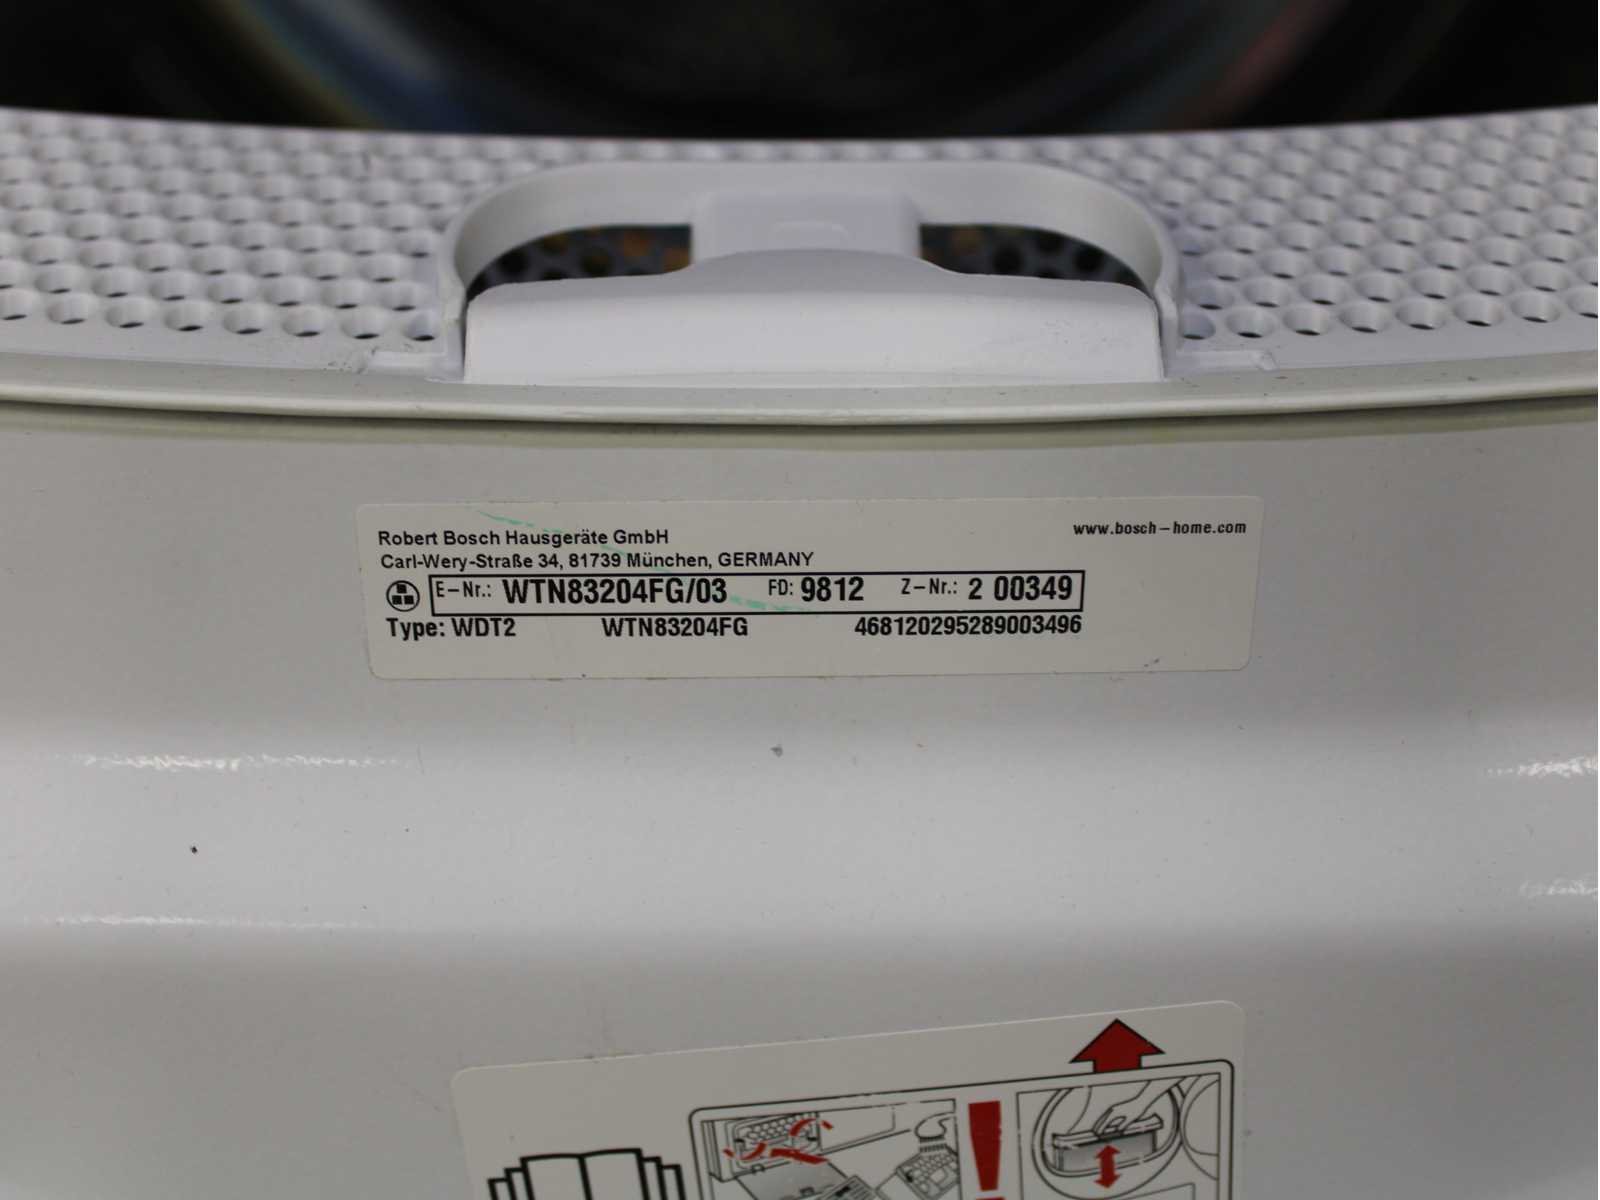 Robert Bosch Hausgeräte GmbH
www.bosch-home.com
Carl-Wery-Straße 34, 81739 München, GERMANY
E-Nr.: WTN83204FG/03 FD: 9812 Z-Nr.: 2 00349
Type: WDT2 WTN83204FG 468120295289003496